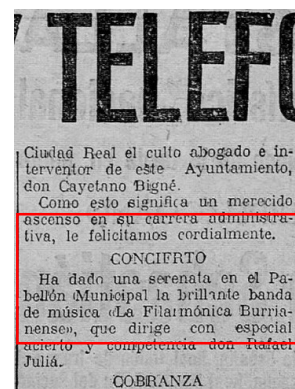 Y TELEFO
Ciudad Real el culto abogado e in-
terventor de este Ayuntamiento,
don Cayetano Bigné.
Como esto significa un merecido
ascenso en su carrera administra-
tiva, le felicitamos cordialmente.
CONCIERTO
Ha dado una serenata en el Pa-
bellón Municipal la brillante banda
de música «La Filarmónica Burria-
nense», que dirige con especial
acierto y competencia don Rafael
Juliá.
COBRANZA